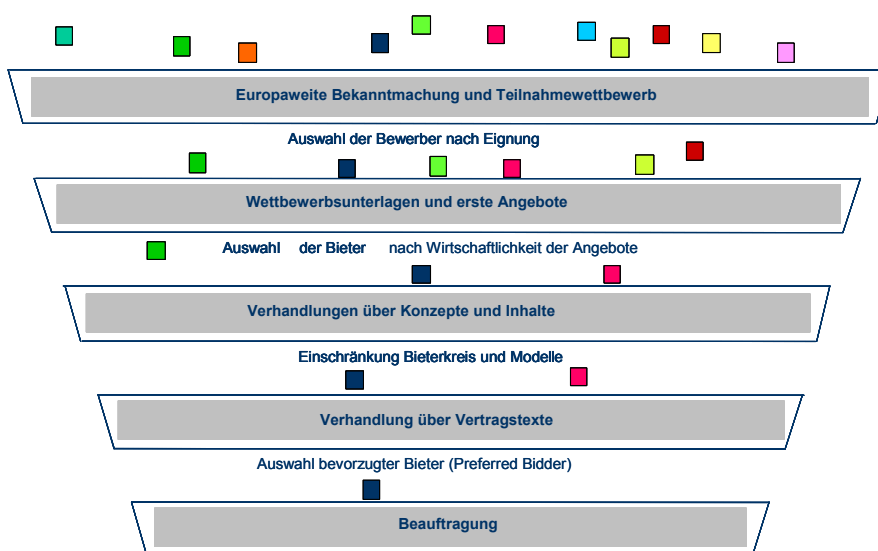 Europaweite Bekanntmachung und Teilnahmewettbewerb
Auswahl der Bewerber nach Eignung
Wettbewerbsunterlagen und erste Angebote
Auswahl der Bieter nach Wirtschaftlichkeit der Angebote
Verhandlungen über Konzepte und Inhalte
Einschränkung Bieterkreis und Modelle
Verhandlung über Vertragstexte
Auswahl bevorzugter Bieter (Preferred Bidder)
Beauftragung